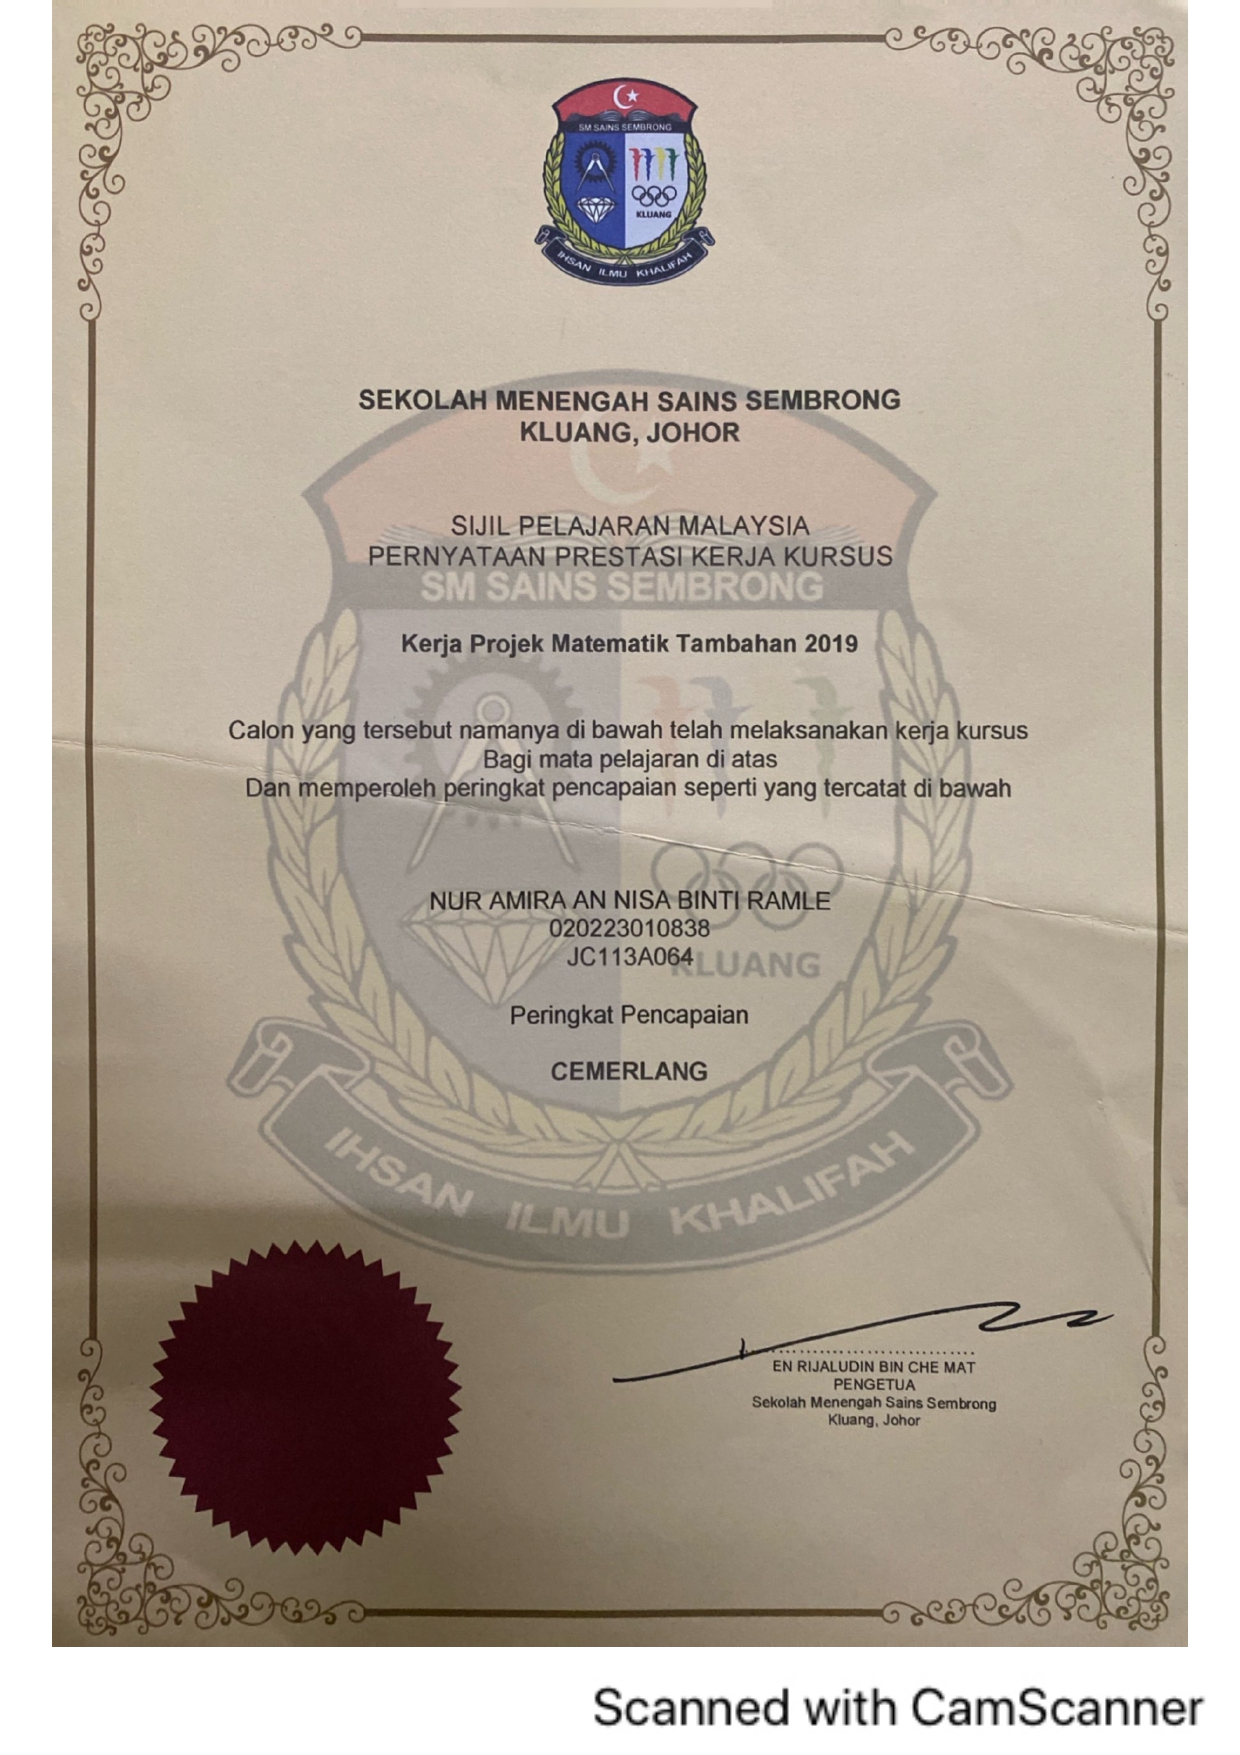 SM SAINS SEMBRONG
KLUANG
IHSAN ILMU KHALIFAH
SEKOLAH MENENGAH SAINS SEMBRONG
KLUANG, JOHOR
SIJIL PELAJARAN MALAYSIA
PERNYATAAN PRESTASI KERJA KURSUS
SM SAINS SEMBRONG
Kerja Projek Matematik Tambahan 2019
Calon yang tersebut namanya di bawah telah melaksanakan kerja kursus
Bagi mata pelajaran di atas
Dan memperoleh peringkat pencapaian seperti yang tercatat di bawah
NUR AMIRA AN NISA BINTI RAMLE
020223010838
JC113A064
KLUANG
Peringkat Pencapaian
CEMERLANG
IHSAN ILMU KHALIFAH
EN RIJALUDIN BIN CHE MAT
PENGETUA
Sekolah Menengah Sains Sembrong
Kluang, Johor
Scanned with CamScanner